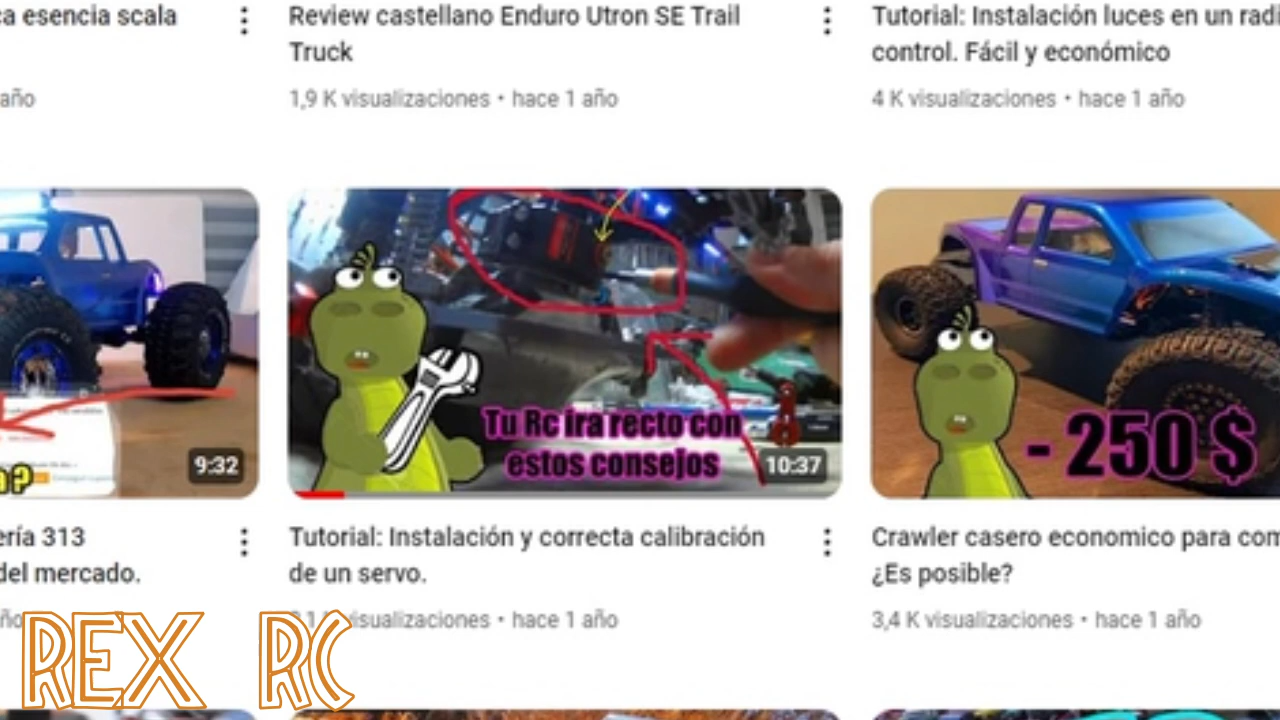 ca esencia scala
año
Review castellano Enduro Utron SE Trail
Truck
1,9 K visualizaciones • hace 1 año
Tutorial: Instalación luces en un radi
control. Fácil y económico
4 K visualizaciones • hace 1 año
9:32
Tu Rc ira recto con
estos consejos
10:37
- 250 $
ería 313
del mercado.
Tutorial: Instalación y correcta calibración
de un servo.
visualizaciones • hace 1 año
Crawler casero economico para com
¿Es posible?
3,4 K visualizaciones • hace 1 año
REX RC